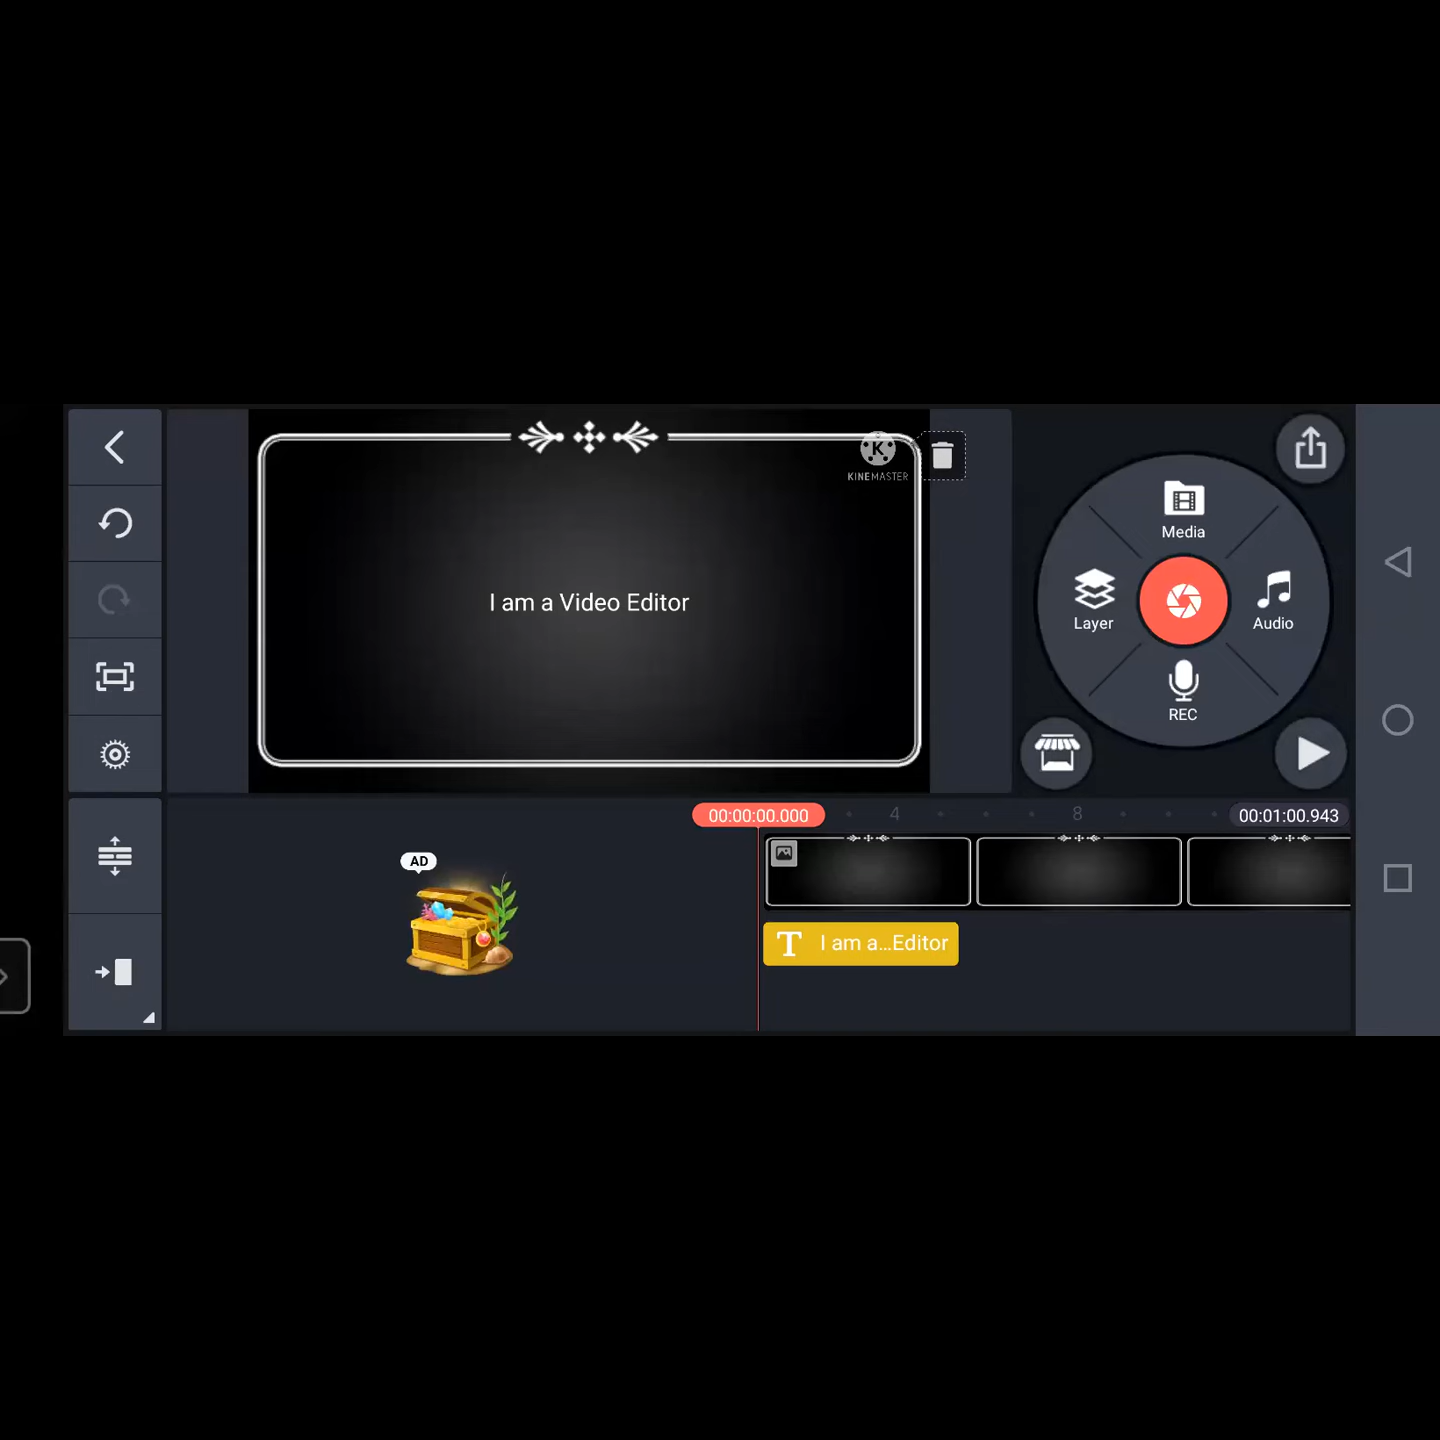 KINEMASTER
I am a Video Editor
Media
Layer
Audio
REC
00:00:00.000
4
8
00:01:00.943
AD
T I am a...Editor